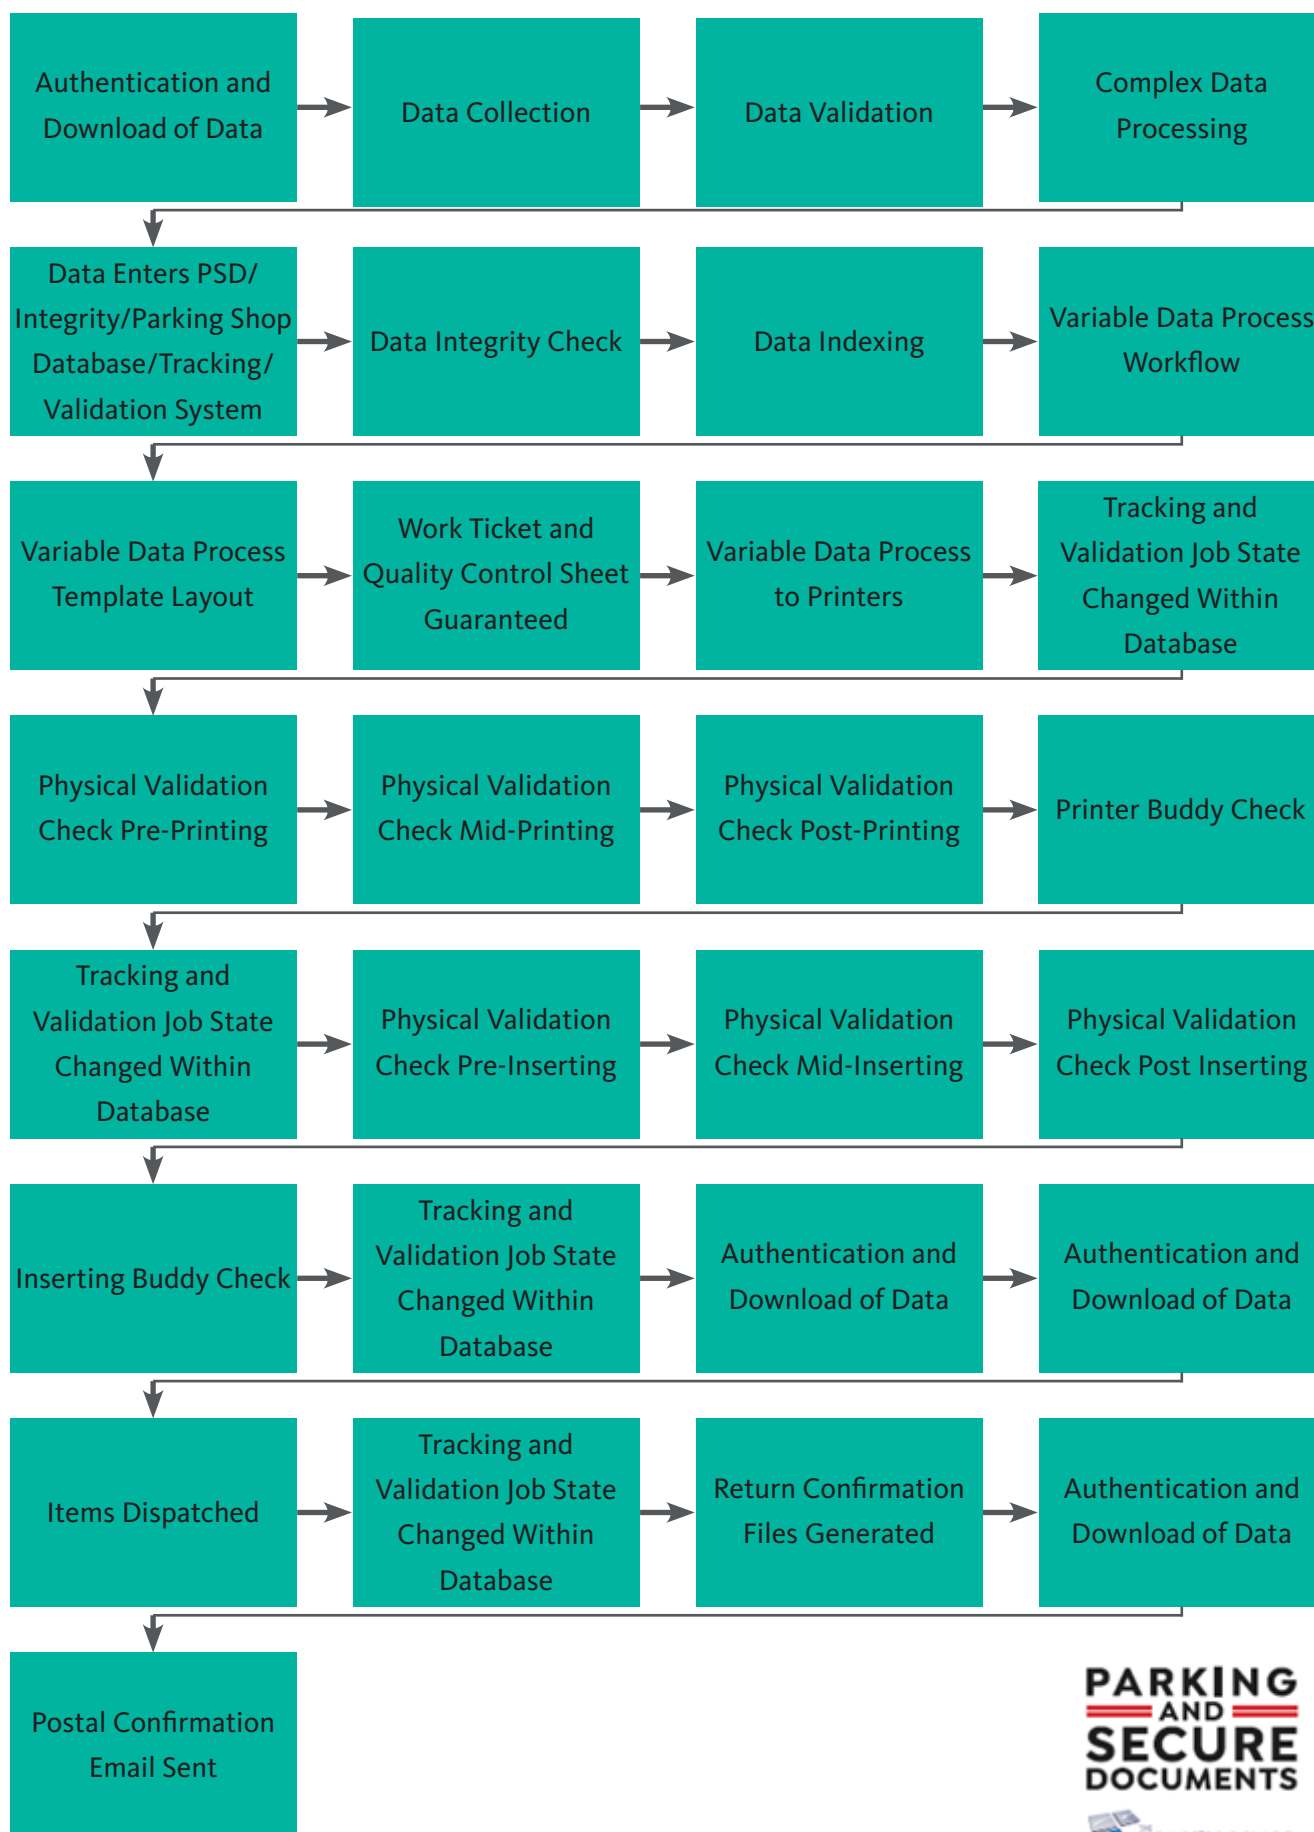 Authentication and
Download of Data
Data Collection
Data Validation
Complex Data
Processing
Data Enters PSD/
Integrity/Parking Shop
Database/Tracking/
Validation System
Data Integrity Check
Data Indexing
Variable Data Process
Workflow
Variable Data Process
Template Layout
Work Ticket and
Quality Control Sheet
Guaranteed
Variable Data Process
to Printers
Tracking and
Validation Job State
Changed Within
Database
Physical Validation
Check Pre-Printing
Physical Validation
Check Mid-Printing
Physical Validation
Check Post-Printing
Printer Buddy Check
Tracking and
Validation Job State
Changed Within
Database
Physical Validation
Check Pre-Inserting
Physical Validation
Check Mid-Inserting
Physical Validation
Check Post Inserting
Inserting Buddy Check
Tracking and
Validation Job State
Changed Within
Database
Authentication and
Download of Data
Authentication and
Download of Data
Items Dispatched
Tracking and
Validation Job State
Changed Within
Database
Return Confirmation
Files Generated
Authentication and
Download of Data
Postal Confirmation
Email Sent
PARKING
AND
SECURE
DOCUMENTS